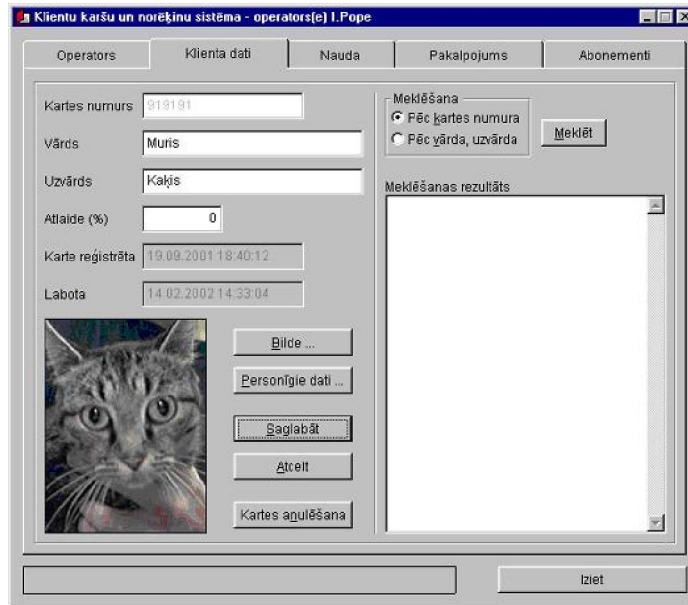 Klientu karšu un norēķinu sistēma - operators(e) I.Pope
Operators
Klienta dati
Nauda
Pakalpojums
Abonementi
Kartes numurs 919191
Vārds Muris
Uzvārds Kaķis
Atlaide (%) 0
Karte reģistrēta 19.09.2001 18:40:12
Labota 14.02.2002 14:33:04
Bilde ...
Personīgie dati ...
Saglabāt
Atcelt
Kartes anulēšana
Meklēšana
Pēc kartes numura
Pēc vārda, uzvārda
Meklēt
Meklēšanas rezultāts
Iziet